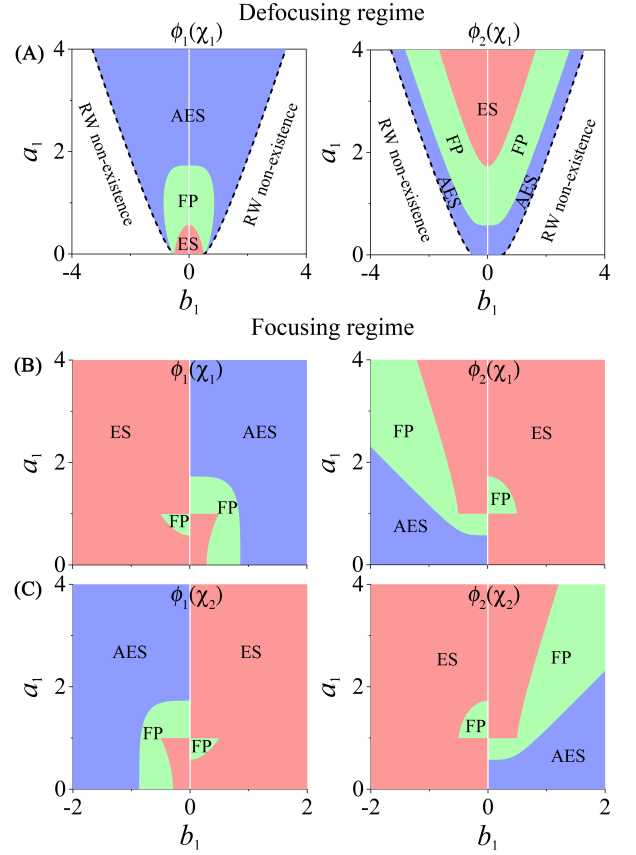 Defocusing regime
(A)
ϕ₁(χ₁)
4
2
0
a₁
AES
FP
ES
RW non-existence
RW non-existence
-4
0
4
b₁
ϕ₂(χ₁)
4
2
0
a₁
ES
FP
FP
AES
AES
RW non-existence
RW non-existence
-4
0
4
b₁
Focusing regime
(B)
ϕ₁(χ₁)
4
2
0
a₁
ES
AES
FP
FP
ϕ₂(χ₁)
4
2
0
a₁
FP
ES
FP
AES
(C)
ϕ₁(χ₂)
4
2
0
a₁
AES
ES
FP
FP
-2
0
2
b₁
ϕ₂(χ₂)
4
2
0
a₁
ES
FP
FP
AES
-2
0
2
b₁